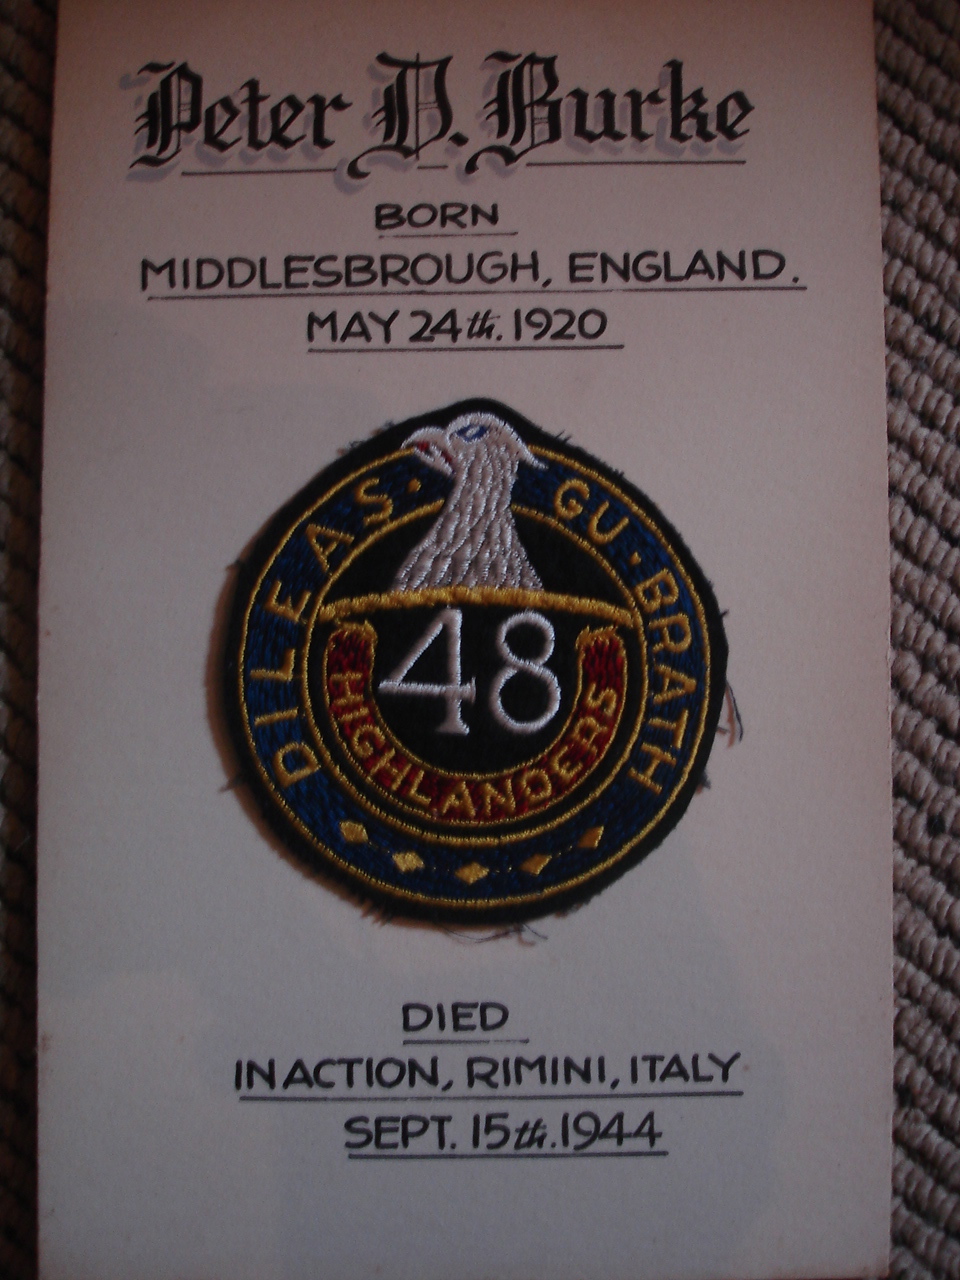 Peter D. Burke
BORN
MIDDLESBROUGH, ENGLAND.
MAY 24th. 1920
DILEAS · GU · BRATH
48
HIGHLANDERS
DIED
IN ACTION, RIMINI, ITALY
SEPT. 15th. 1944